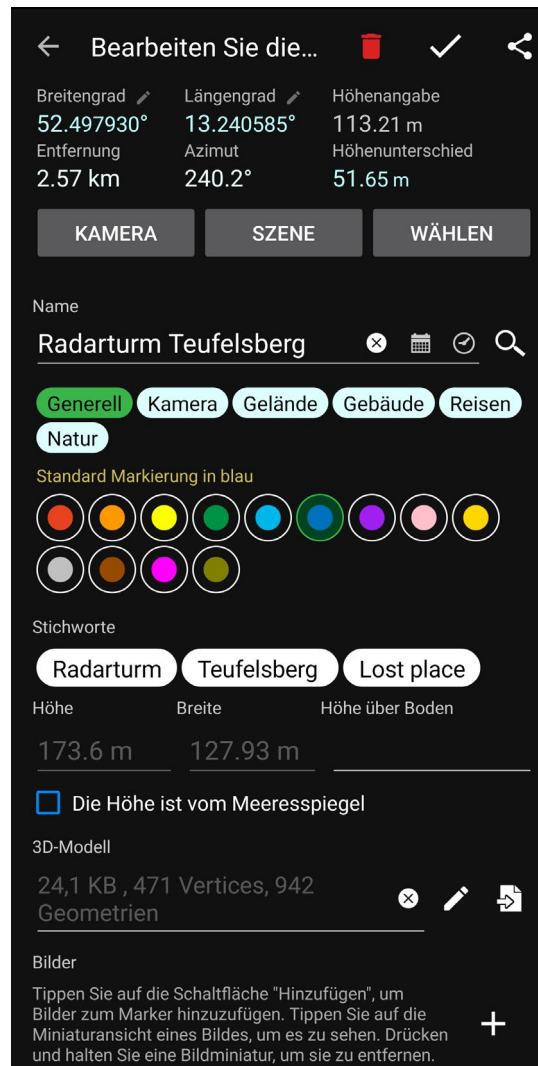 Bearbeiten Sie die...
Breitengrad Längengrad Höhenangabe
52.497930° 13.240585° 113.21 m
Entfernung Azimut Höhenunterschied
2.57 km 240.2° 51.65 m
KAMERA SZENE WÄHLEN
Name
Radarturm Teufelsberg
Generell Kamera Gelände Gebäude Reisen
Natur
Standard Markierung in blau
Stichworte
Radarturm Teufelsberg Lost place
Höhe Breite Höhe über Boden
173.6 m 127.93 m
Die Höhe ist vom Meeresspiegel
3D-Modell
24,1 KB , 471 Vertices, 942
Geometrien
Bilder
Tippen Sie auf die Schaltfläche "Hinzufügen", um
Bilder zum Marker hinzuzufügen. Tippen Sie auf die
Miniaturansicht eines Bildes, um es zu sehen. Drücken
und halten Sie eine Bildminiatur, um sie zu entfernen.